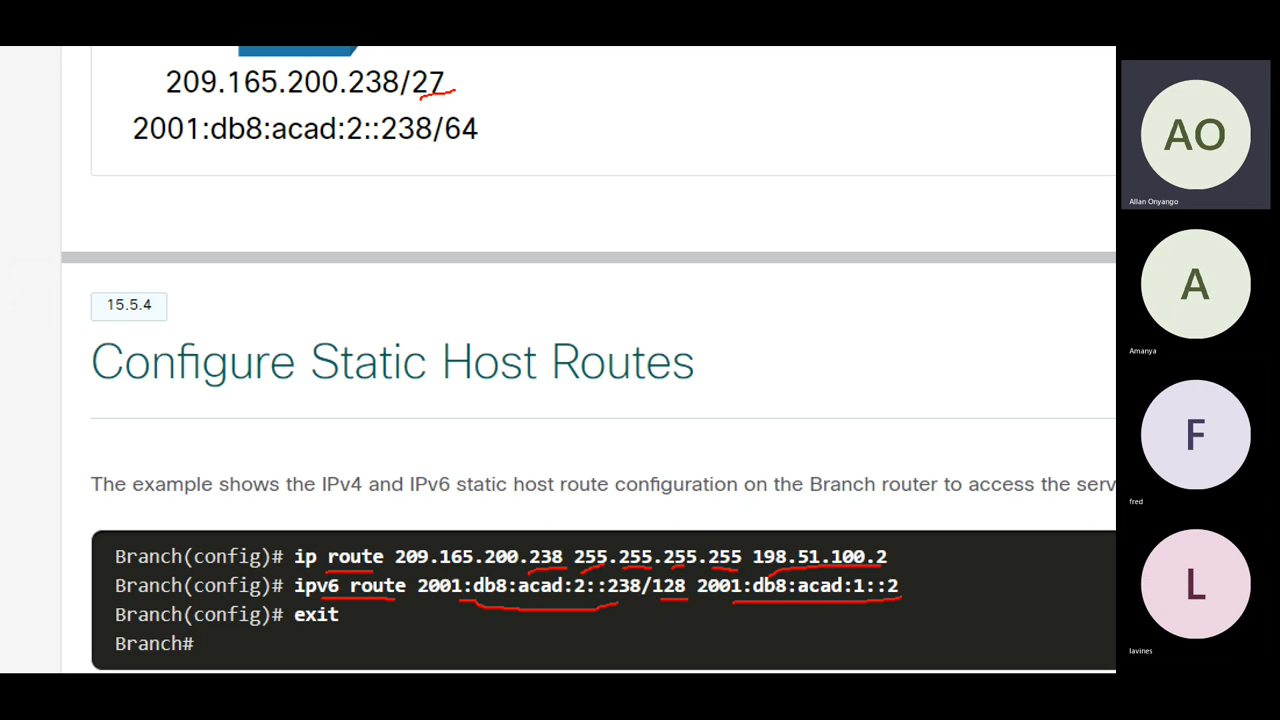 209.165.200.238/27
2001:db8:acad:2::238/64
15.5.4
Configure Static Host Routes
The example shows the IPv4 and IPv6 static host route configuration on the Branch router to access the serv
Branch(config)# ip route 209.165.200.238 255.255.255.255 198.51.100.2
Branch(config)# ipv6 route 2001:db8:acad:2::238/128 2001:db8:acad:1::2
Branch(config)# exit
Branch#
AO
Allan Onyango
A
Amanya
F
fred
L
lavines